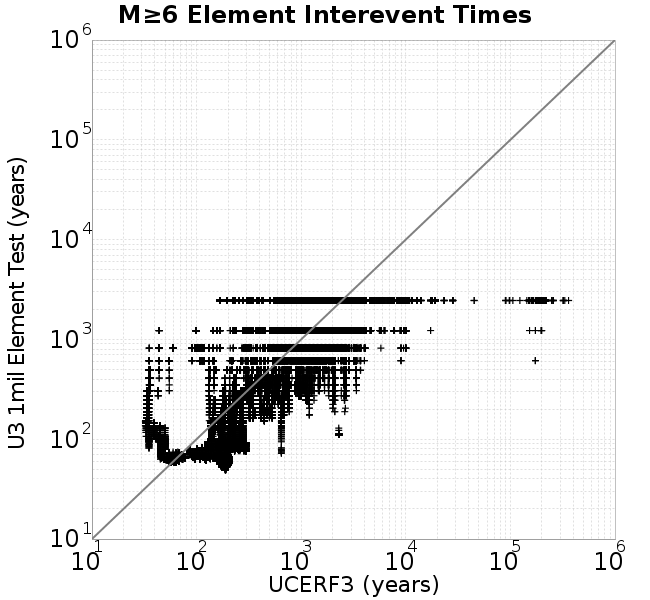 M≥6 Element Interevent Times
U3 1mil Element Test (years)
10^6
10^5
10^4
10^3
10^2
10^1
10^1 10^2 10^3 10^4 10^5 10^6
UCERF3 (years)